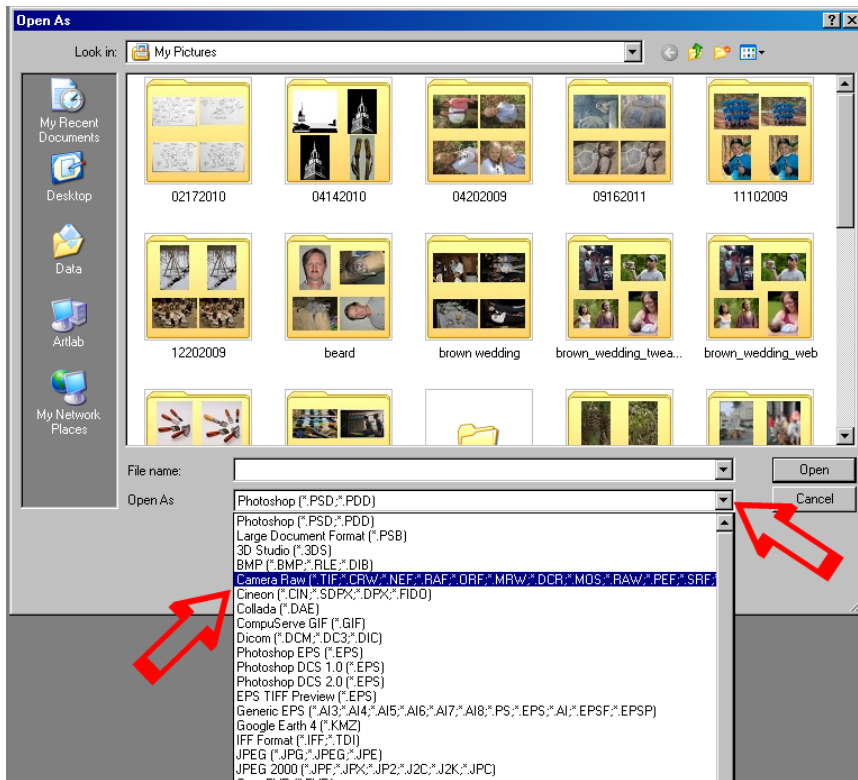 Open As
Look in: My Pictures
My Recent
Documents
Desktop
Data
Artlab
My Network
Places
02172010 04142010 04202009 09162011 11102009
12202009 beard brown wedding brown_wedding_twea... brown_wedding_web
File name: Open
Open As Photoshop (*.PSD;*.PDD) Cancel
Photoshop (*.PSD;*.PDD)
Large Document Format (*.PSB)
3D Studio (*.3DS)
BMP (*.BMP;*.RLE;*.DIB)
Camera Raw (*.TIF;*.CRW;*.NEF;*.RAF;*.ORF;*.MRW;*.DCR;*.MOS;*.RAW;*.PEF;*.SRF;
Cineon (*.CIN;*.SDPX;*.DPX;*.FIDO)
Collada (*.DAE)
CompuServe GIF (*.GIF)
Dicom (*.DCM;*.DC3;*.DIC)
Photoshop EPS (*.EPS)
Photoshop DCS 1.0 (*.EPS)
Photoshop DCS 2.0 (*.EPS)
EPS TIFF Preview (*.EPS)
Generic EPS (*.AI3;*.AI4;*.AI5;*.AI6;*.AI7;*.AI8;*.PS;*.EPS;*.AI;*.EPSF;*.EPSP)
Google Earth 4 (*.KMZ)
IFF Format (*.IFF;*.TDI)
JPEG (*.JPG;*.JPEG;*.JPE)
JPEG 2000 (*.JPF;*.JPX;*.JP2;*.J2C;*.J2K;*.JPC)